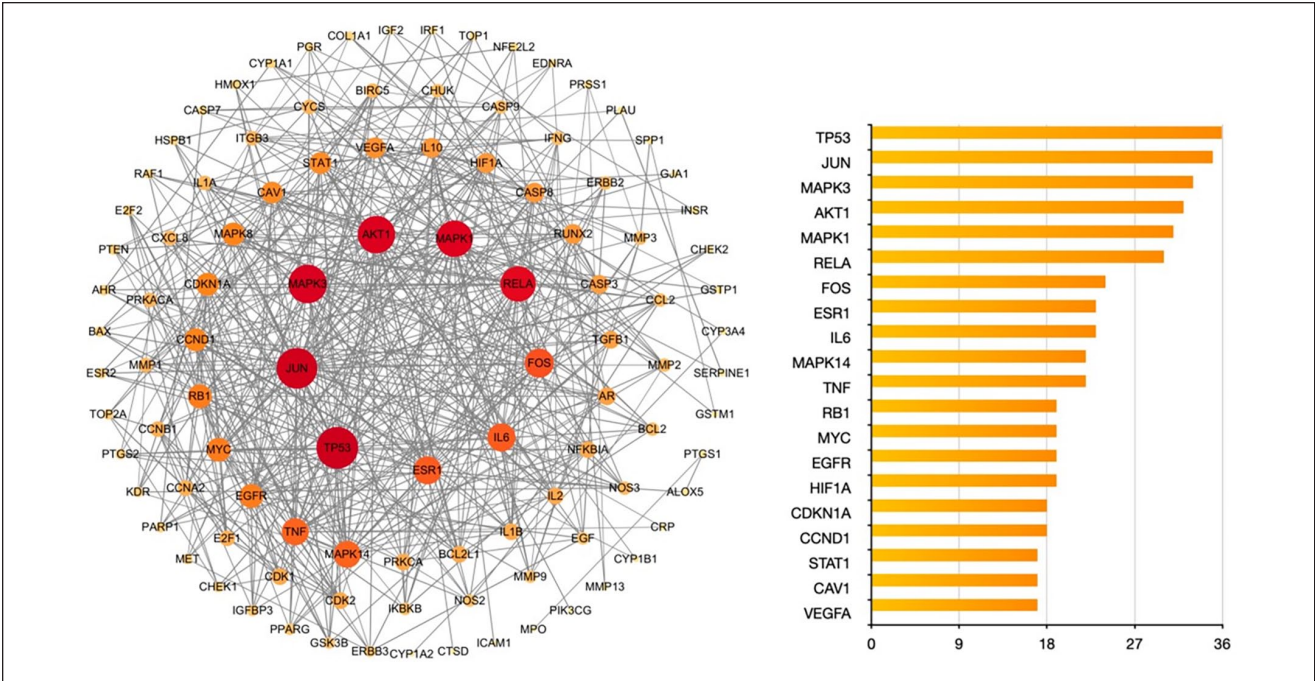 IGF2
IRF1
COL1A1
TOP1
PGR
NFE2L2
CYP1A1
EDNRA
HMOX1
BIRC5
CHUK
PRSS1
CASP7
CYCS
CASP9
PLAU
HSPB1
ITGB3
VEGFA
IL10
IFNG
SPP1
STAT1
HIF1A
RAF1
IL1A
CAV1
CASP8
ERBB2
GJA1
E2F2
CXCL8
MAPK8
AKT1
MAPK1
RUNX2
MMP3
INSR
PTEN
CHEK2
AHR
PRKACA
CDKN1A
MAPK3
RELA
CASP3
CCL2
GSTP1
BAX
CCND1
TGFB1
CYP3A4
ESR2
MMP1
JUN
FOS
MMP2
SERPINE1
RB1
AR
TOP2A
CCNB1
BCL2
GSTM1
PTGS2
MYC
TP53
IL6
NFKBIA
PTGS1
ESR1
KDR
CCNA2
EGFR
IL2
NOS3
ALOX5
PARP1
E2F1
TNF
IL1B
EGF
CRP
MET
MAPK14
PRKCA
BCL2L1
CYP1B1
CHEK1
CDK1
MMP9
MMP13
IGFBP3
CDK2
IKBKB
NOS2
PIK3CG
PPARG
GSK3B
ERBB3
CYP1A2
CTSD
ICAM1
MPO
TP53
JUN
MAPK3
AKT1
MAPK1
RELA
FOS
ESR1
IL6
MAPK14
TNF
RB1
MYC
EGFR
HIF1A
CDKN1A
CCND1
STAT1
CAV1
VEGFA
0 9 18 27 36